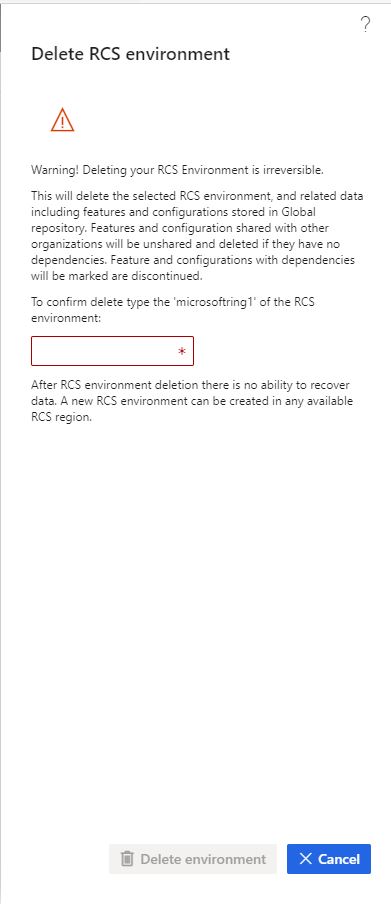 ?
Delete RCS environment
Warning! Deleting your RCS Environment is irreversible.
This will delete the selected RCS environment, and related data
including features and configurations stored in Global
repository. Features and configuration shared with other
organizations will be unshared and deleted if they have no
dependencies. Feature and configurations with dependencies
will be marked are discontinued.
To confirm delete type the 'microsoftring1' of the RCS
environment:
*
After RCS environment deletion there is no ability to recover
data. A new RCS environment can be created in any available
RCS region.
Delete environment
Cancel